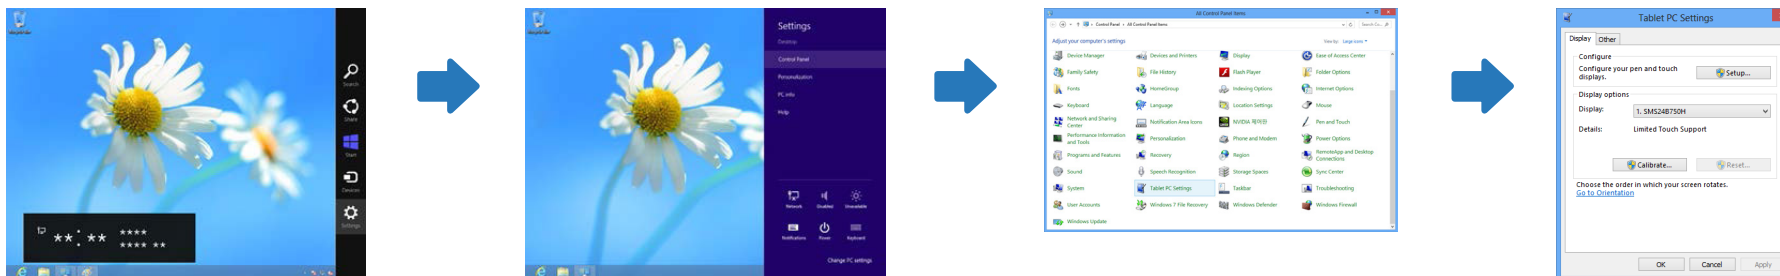 Search
Share
Start
Devices
Settings
**:** ****
**** **
Settings
Desktop
Control Panel
Personalization
PC info
Help
Network
Disabled
Unavailable
Notifications
Power
Keyboard
Change PC settings
All Control Panel Items
Control Panel
All Control Panel Items
Adjust your computer's settings
View by: Large icons
Device Manager
Devices and Printers
Display
Ease of Access Center
Family Safety
File History
Flash Player
Folder Options
Fonts
HomeGroup
Indexing Options
Internet Options
Keyboard
Language
Location Settings
Mouse
Network and Sharing
Center
Notification Area Icons
NVIDIA 제어판
Pen and Touch
Performance Information
and Tools
Personalization
Phone and Modem
Power Options
Programs and Features
Recovery
Region
RemoteApp and Desktop
Connections
Sound
Speech Recognition
Storage Spaces
Sync Center
System
Tablet PC Settings
Taskbar
Troubleshooting
User Accounts
Windows 7 File Recovery
Windows Defender
Windows Firewall
Windows Update
Tablet PC Settings
Display
Other
Configure
Configure your pen and touch
displays.
Setup...
Display options
Display:
1. SMS24B750H
Details:
Limited Touch Support
Calibrate...
Reset...
Choose the order in which your screen rotates.
Go to Orientation
OK
Cancel
Apply